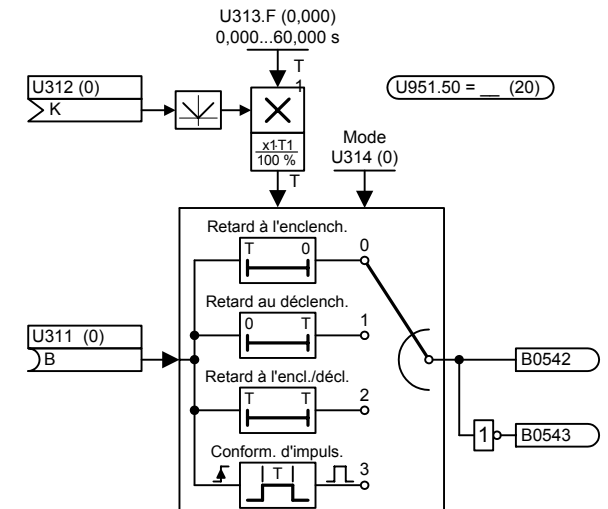 U313.F (0,000)
0,000...60,000 s
T
1
U312 (0)
K
x1·T1
100 %
T
U951.50 = __ (20)
Mode
U314 (0)
Retard à l'enclench.
T 0
0
Retard au déclench.
0 T
1
U311 (0)
B
Retard à l'encl./décl.
T T
2
Conform. d'impuls.
T
3
B0542
1
B0543